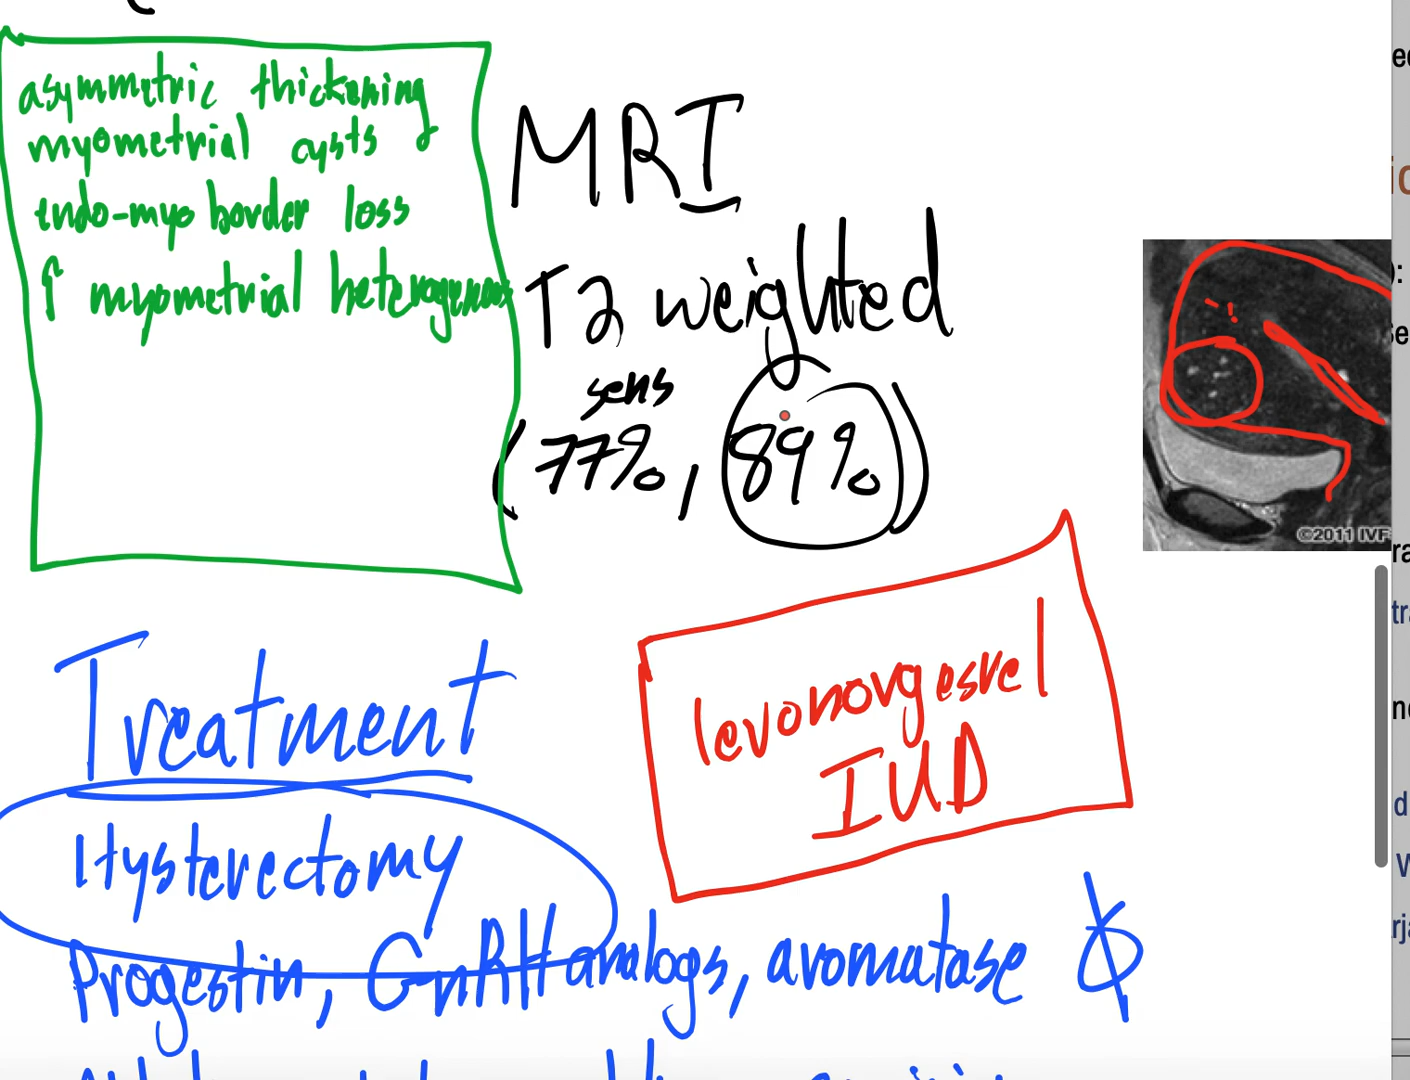 asymmetric thickening
myometrial cysts
endo-myo border loss
↑ myometrial heterogeneous
MRI
T2 weighted
sens
(77%, 89%)
©2011 IVF
levonorgesrel
IUD
Treatment
Hysterectomy
Progestin, GnRH analogs, aromatase